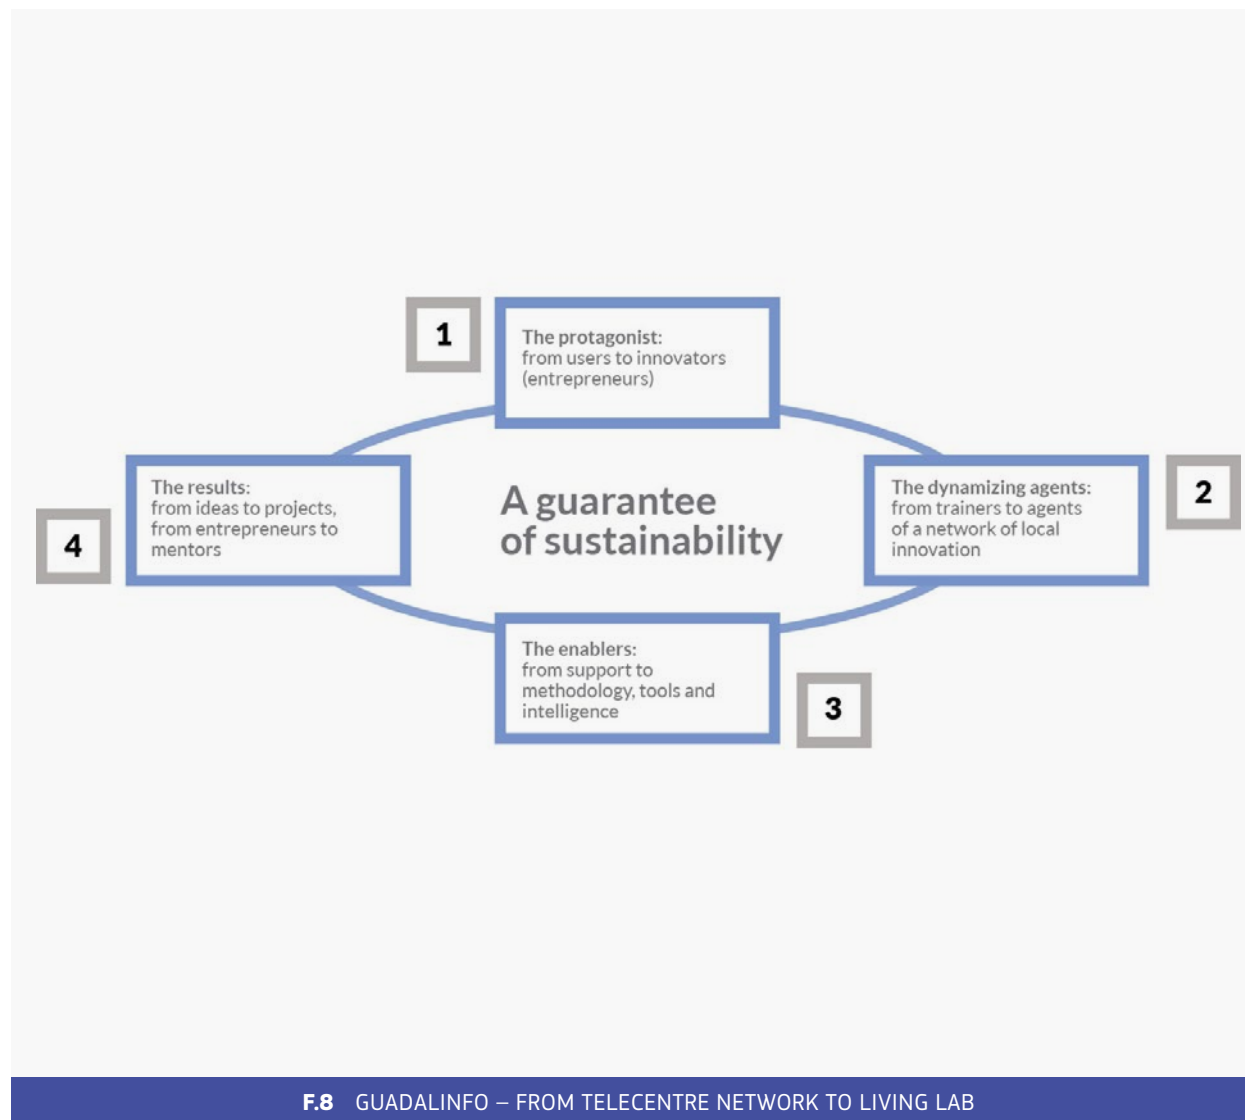 1
The protagonist:
from users to innovators
(entrepreneurs)
The results:
from ideas to projects,
from entrepreneurs to
mentors
4
A guarantee
of sustainability
The dynamizing agents:
from trainers to agents
of a network of local
innovation
2
The enablers:
from support to
methodology, tools and
intelligence
3
F.8 GUADALINFO – FROM TELECENTRE NETWORK TO LIVING LAB